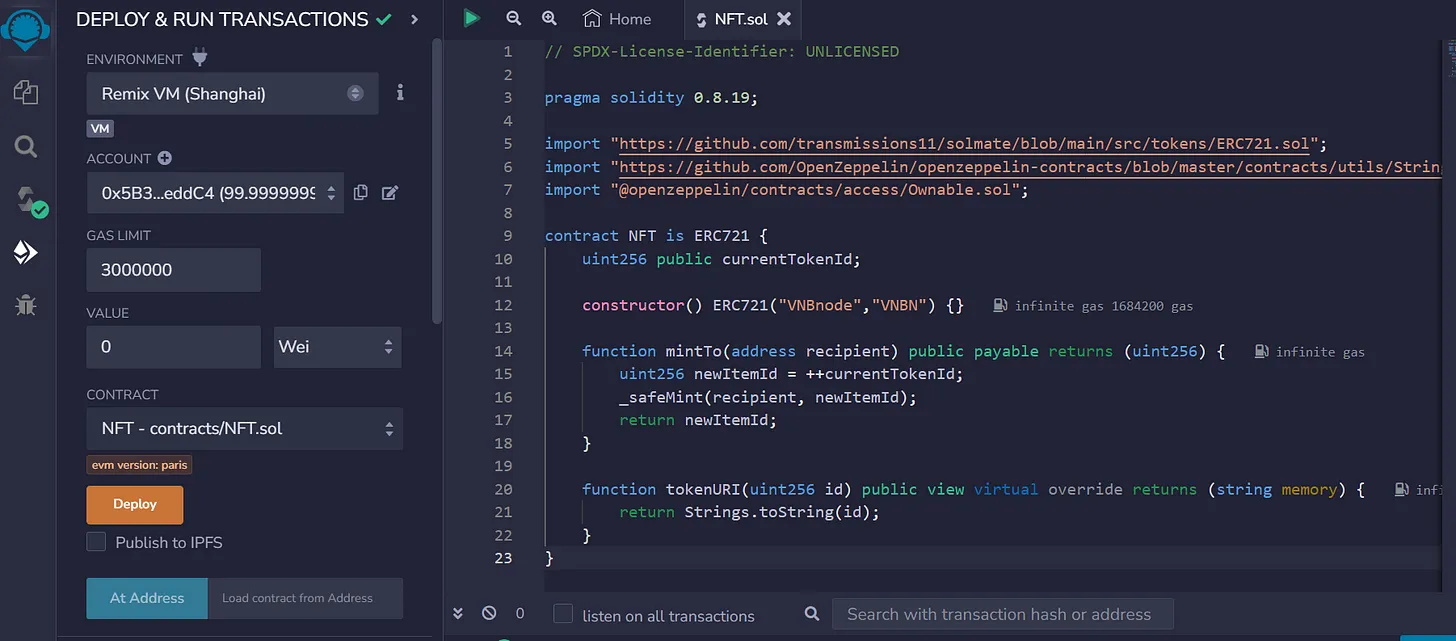 DEPLOY & RUN TRANSACTIONS
ENVIRONMENT
Remix VM (Shanghai)
VM
ACCOUNT
0x5B3...eddC4 (99.9999999
GAS LIMIT
3000000
VALUE
0
Wei
CONTRACT
NFT - contracts/NFT.sol
evm version: paris
Deploy
Publish to IPFS
At Address
Load contract from Address
Home
NFT.sol
1 // SPDX-License-Identifier: UNLICENSED
2
3 pragma solidity 0.8.19;
4
5 import "https://github.com/transmissions11/solmate/blob/main/src/tokens/ERC721.sol";
6 import "https://github.com/OpenZeppelin/openzeppelin-contracts/blob/master/contracts/utils/Strin
7 import "@openzeppelin/contracts/access/Ownable.sol";
8
9 contract NFT is ERC721 {
10 uint256 public currentTokenId;
11
12 constructor() ERC721("VNBnode","VNBN") {} infinite gas 1684200 gas
13
14 function mintTo(address recipient) public payable returns (uint256) { infinite gas
15 uint256 newItemId = ++currentTokenId;
16 _safeMint(recipient, newItemId);
17 return newItemId;
18 }
19
20 function tokenURI(uint256 id) public view virtual override returns (string memory) { infi
21 return Strings.toString(id);
22 }
23 }
0
listen on all transactions
Search with transaction hash or address